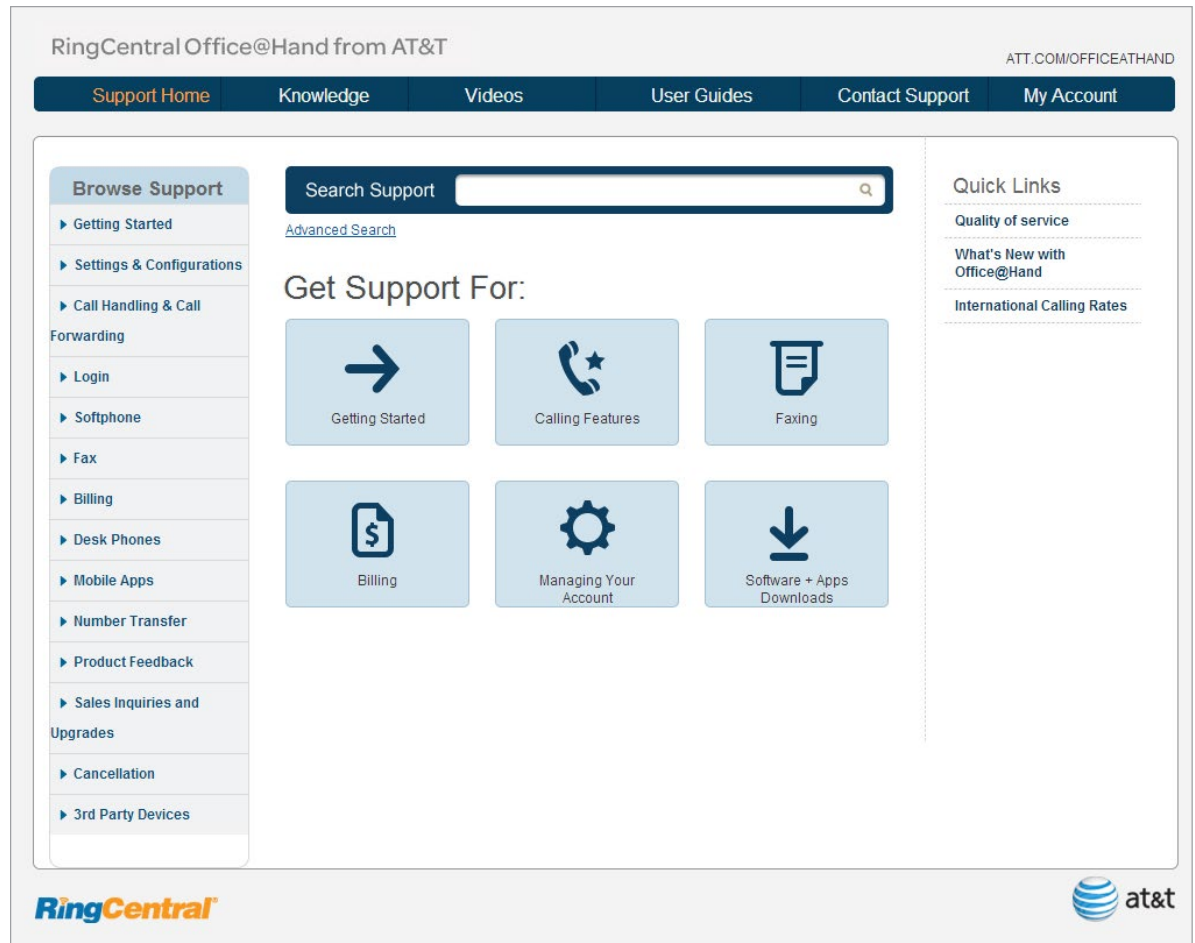 RingCentral Office@Hand from AT&T
ATT.COM/OFFICEATHAND
Support Home
Knowledge
Videos
User Guides
Contact Support
My Account
Browse Support
Getting Started
Settings & Configurations
Call Handling & Call
Forwarding
Login
Softphone
Fax
Billing
Desk Phones
Mobile Apps
Number Transfer
Product Feedback
Sales Inquiries and
Upgrades
Cancellation
3rd Party Devices
Search Support
Advanced Search
Get Support For:
Getting Started
Calling Features
Faxing
$
Billing
Managing Your
Account
Software + Apps
Downloads
Quick Links
Quality of service
What's New with
Office@Hand
International Calling Rates
RingCentral®
at&t